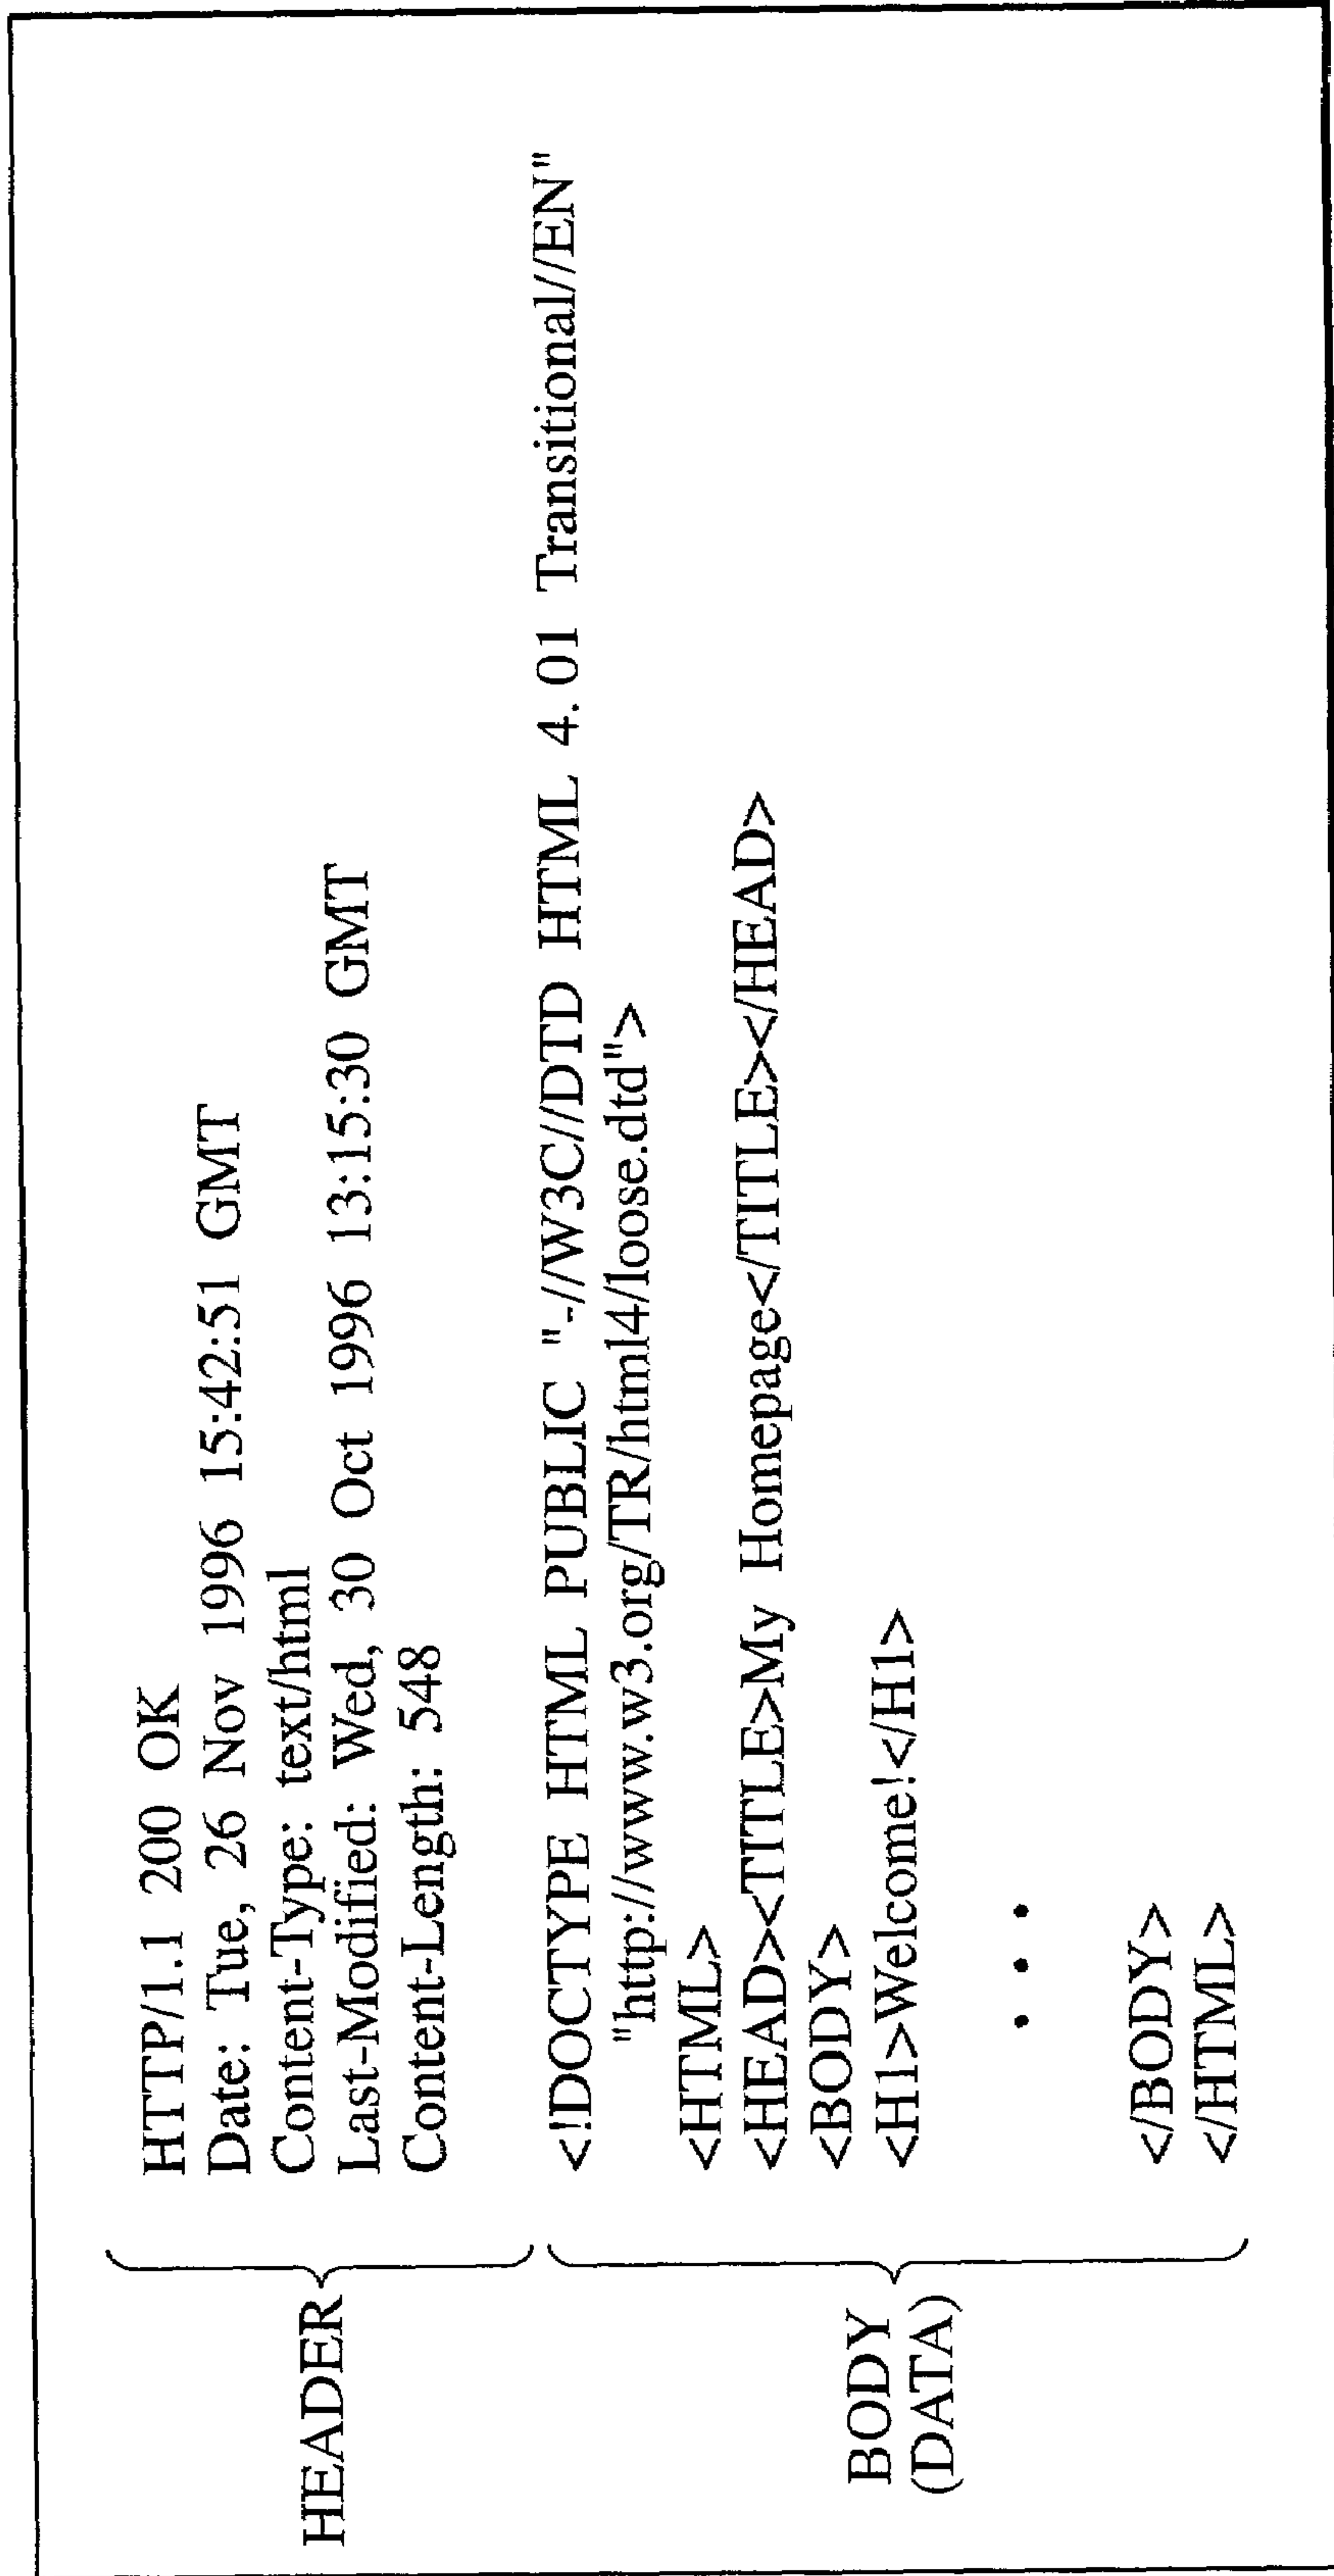 HEADER
HTTP/1.1 200 OK
Date: Tue, 26 Nov 1996 15:42:51 GMT
Content-Type: text/html
Last-Modified: Wed, 30 Oct 1996 13:15:30 GMT
Content-Length: 548
BODY
(DATA)
<!DOCTYPE HTML PUBLIC "-//W3C//DTD HTML 4.01 Transitional//EN"
"http://www.w3.org/TR/html4/loose.dtd">
<HTML>
<HEAD><TITLE>My Homepage</TITLE></HEAD>
<BODY>
<H1>Welcome!</H1>
• • •
</BODY>
</HTML>